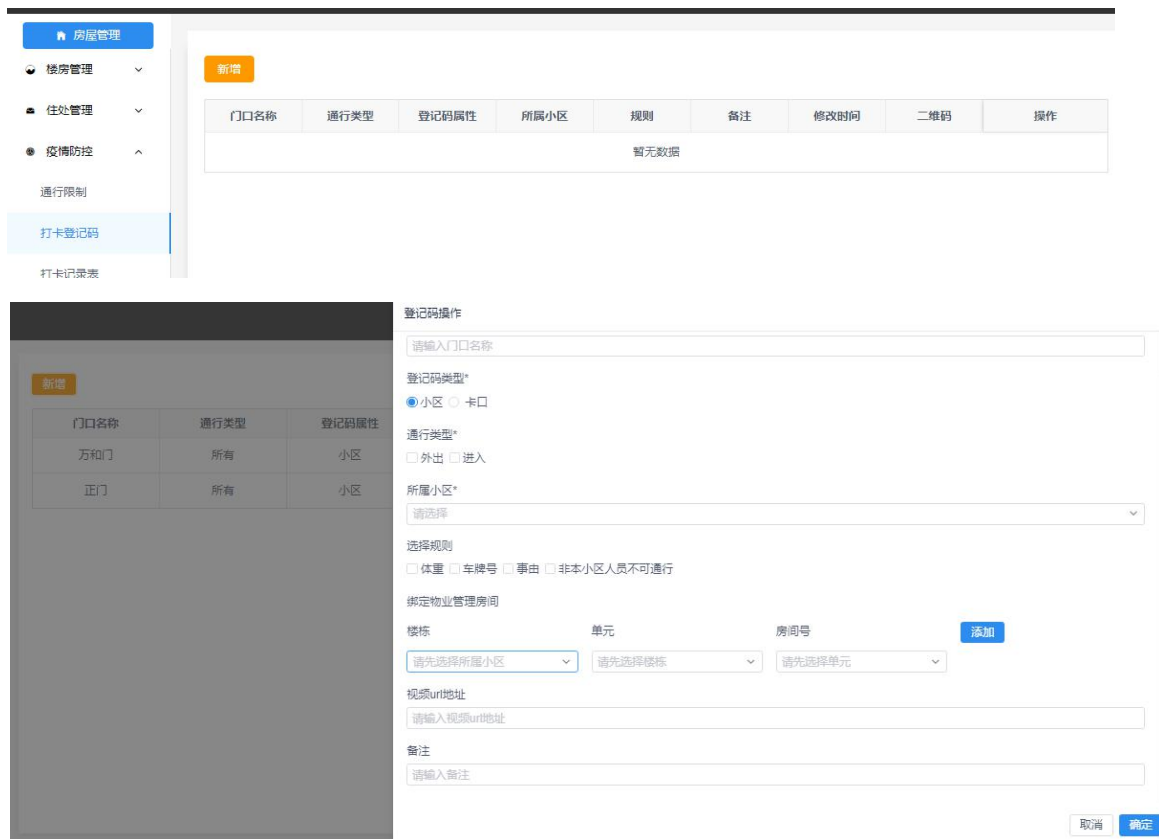 房屋管理
楼房管理
住处管理
疫情防控
通行限制
打卡登记码
打卡记录表
新增
门口名称 通行类型 登记码属性 所属小区 规则 备注 修改时间 二维码 操作
暂无数据
新增
门口名称 通行类型 登记码属性
万和门 所有 小区
正门 所有 小区
登记码操作
请输入门口名称
登记码类型*
小区 卡口
通行类型*
外出 进入
所属小区*
请选择
选择规则
体重 车牌号 事由 非本小区人员不可通行
绑定物业管理房间
楼栋 单元 房间号 添加
请先选择所属小区 请先选择楼栋 请先选择单元
视频url地址
请输入视频url地址
备注
请输入备注
取消 确定